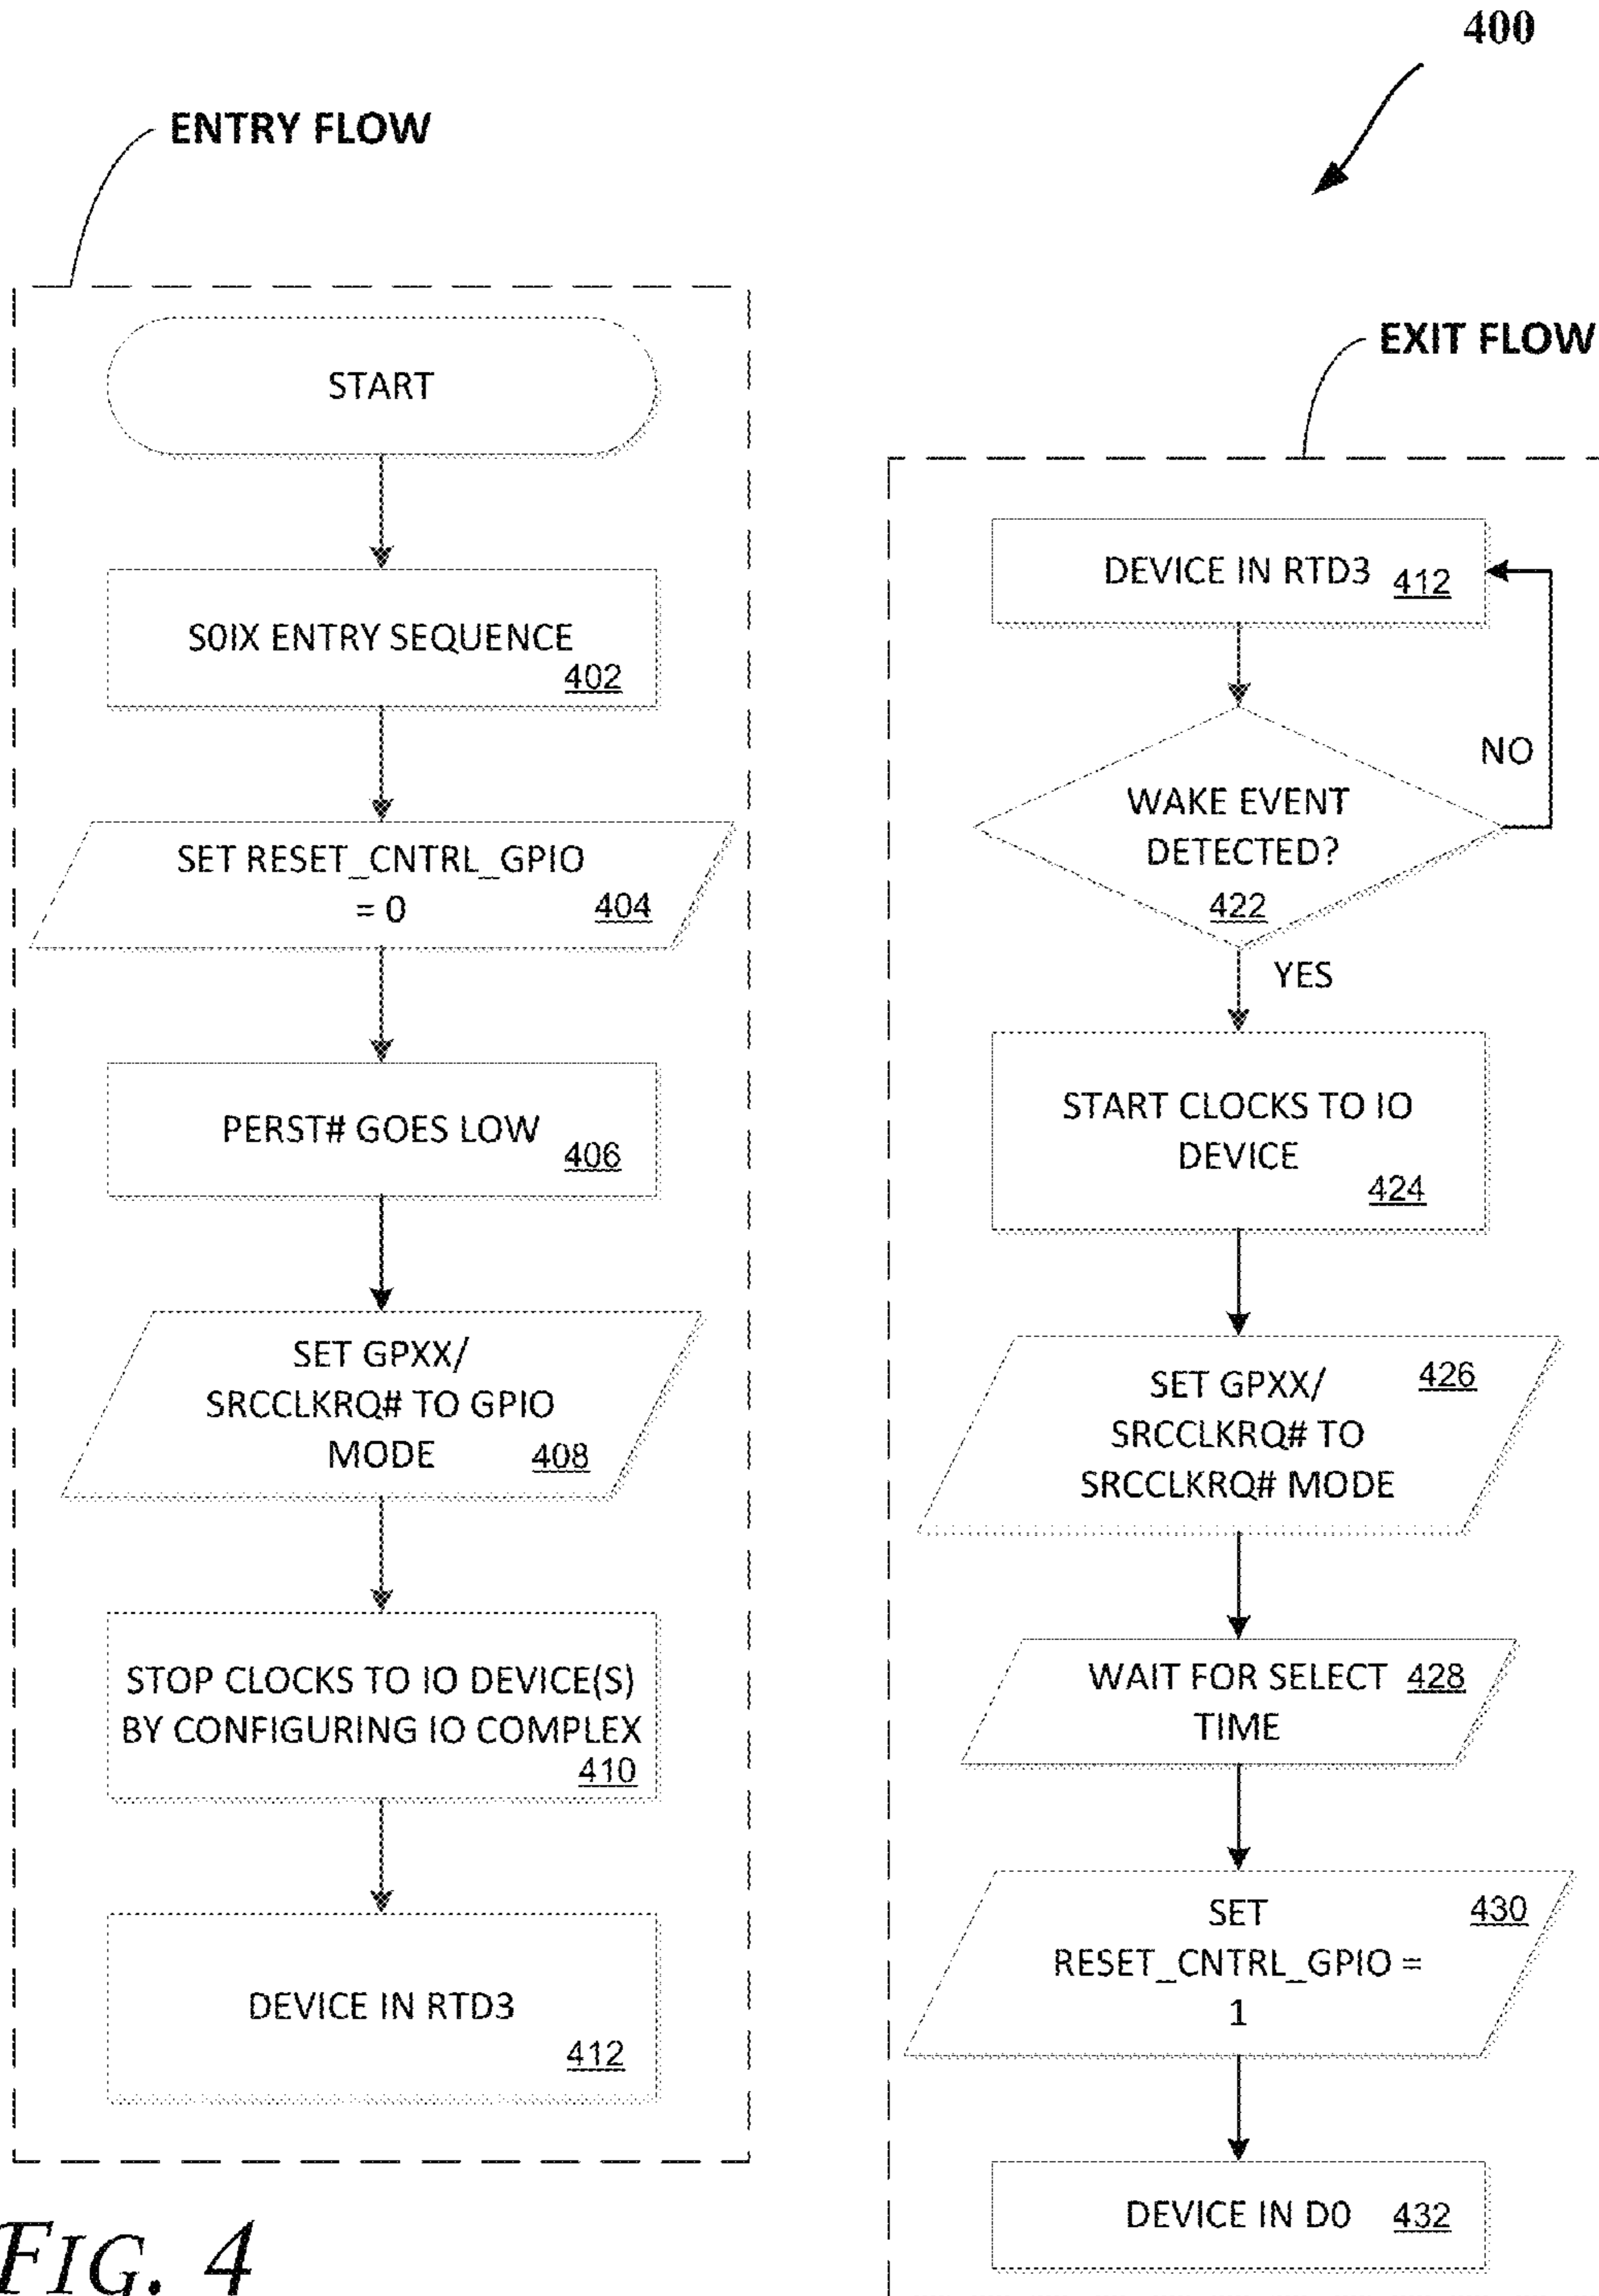 400
ENTRY FLOW
START
S0IX ENTRY SEQUENCE
402
SET RESET_CNTRL_GPIO
= 0
404
PERST# GOES LOW
406
SET GPXX/
SRCCLKRQ# TO GPIO
MODE
408
STOP CLOCKS TO IO DEVICE(S)
BY CONFIGURING IO COMPLEX
410
DEVICE IN RTD3
412
EXIT FLOW
DEVICE IN RTD3 412
NO
WAKE EVENT
DETECTED?
422
YES
START CLOCKS TO IO
DEVICE
424
426
SET GPXX/
SRCCLKRQ# TO
SRCCLKRQ# MODE
WAIT FOR SELECT 428
TIME
SET 430
RESET_CNTRL_GPIO =
1
DEVICE IN D0 432
FIG. 4